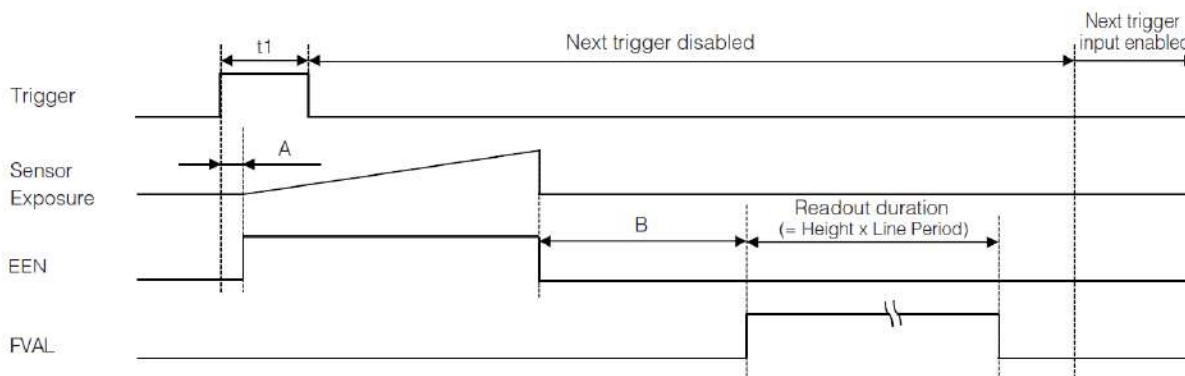 Next trigger
input enabled
t1
Next trigger disabled
Trigger
A
Sensor
Exposure
Readout duration
(= Height x Line Period)
B
EEN
FVAL